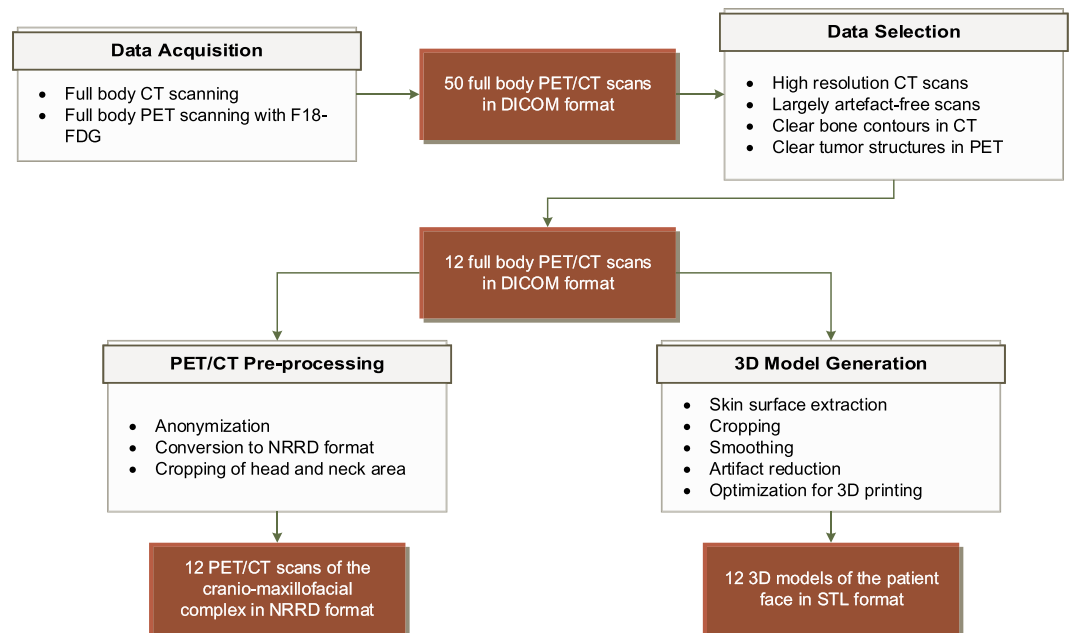 Data Acquisition
• Full body CT scanning
• Full body PET scanning with F18-
FDG
50 full body PET/CT scans
in DICOM format
Data Selection
• High resolution CT scans
• Largely artefact-free scans
• Clear bone contours in CT
• Clear tumor structures in PET
12 full body PET/CT scans
in DICOM format
PET/CT Pre-processing
• Anonymization
• Conversion to NRRD format
• Cropping of head and neck area
3D Model Generation
• Skin surface extraction
• Cropping
• Smoothing
• Artifact reduction
• Optimization for 3D printing
12 PET/CT scans of the
cranio-maxillofacial
complex in NRRD format
12 3D models of the patient
face in STL format